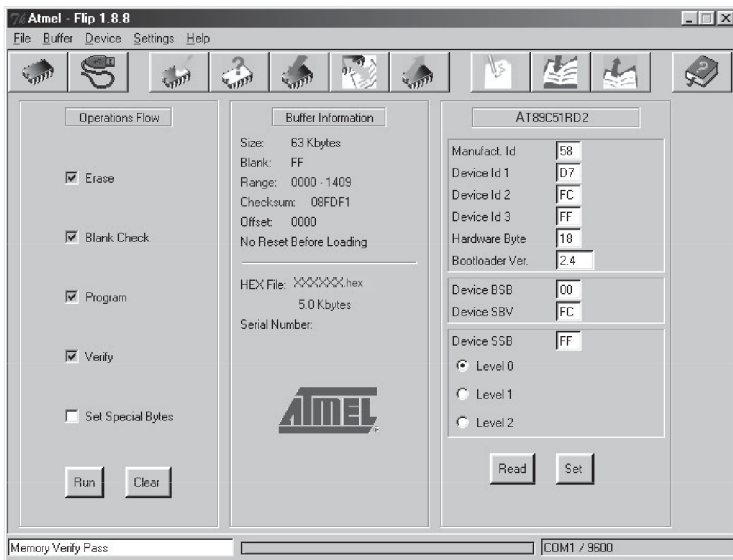 Atmel - Flip 1.8.8
File Buffer Device Settings Help
Operations Flow
Erase
Blank Check
Program
Verify
Set Special Bytes
Run Clear
Buffer Information
Size: 63 Kbytes
Blank: FF
Range: 0000 - 1409
Checksum: 08FDF1
Offset: 0000
No Reset Before Loading
HEX File: XXXXXX.hex
5.0 Kbytes
Serial Number:
ATMEL
AT89C51RD2
Manufact. Id 58
Device Id 1 D7
Device Id 2 FC
Device Id 3 FF
Hardware Byte 18
Bootloader Ver. 2.4
Device BSB 00
Device SBV FC
Device SSB FF
Level 0
Level 1
Level 2
Read Set
Memory Verify Pass
COM1 / 9600